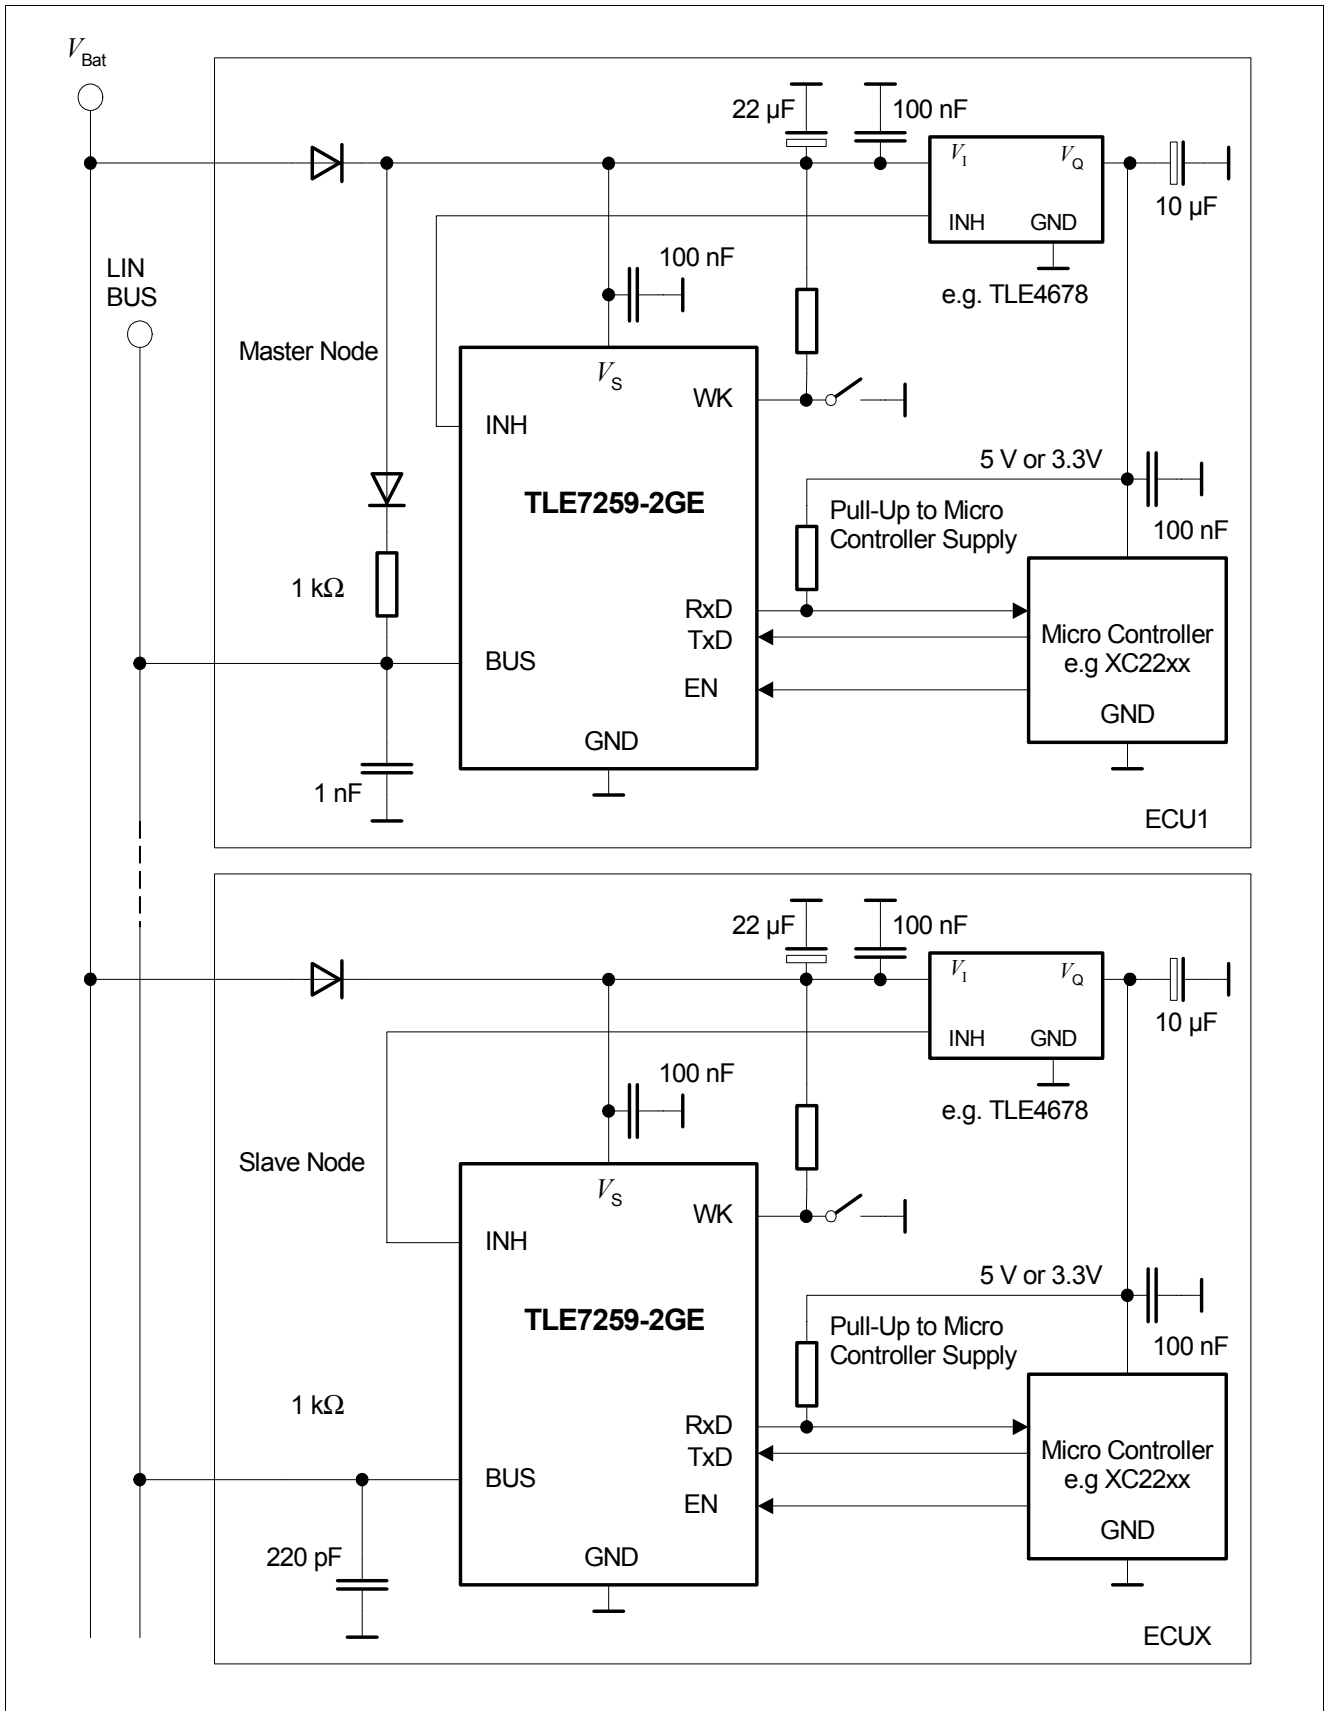 VBat
22 µF
100 nF
VI
VQ
10 µF
INH
GND
LIN
BUS
100 nF
e.g. TLE4678
Master Node
VS
WK
INH
5 V or 3.3V
TLE7259-2GE
Pull-Up to Micro
Controller Supply
100 nF
1 kΩ
RxD
TxD
Micro Controller
e.g XC22xx
BUS
EN
GND
GND
1 nF
ECU1
22 µF
100 nF
VI
VQ
10 µF
INH
GND
100 nF
e.g. TLE4678
Slave Node
VS
WK
INH
5 V or 3.3V
TLE7259-2GE
Pull-Up to Micro
Controller Supply
100 nF
1 kΩ
RxD
TxD
Micro Controller
e.g XC22xx
BUS
EN
GND
220 pF
GND
ECUX